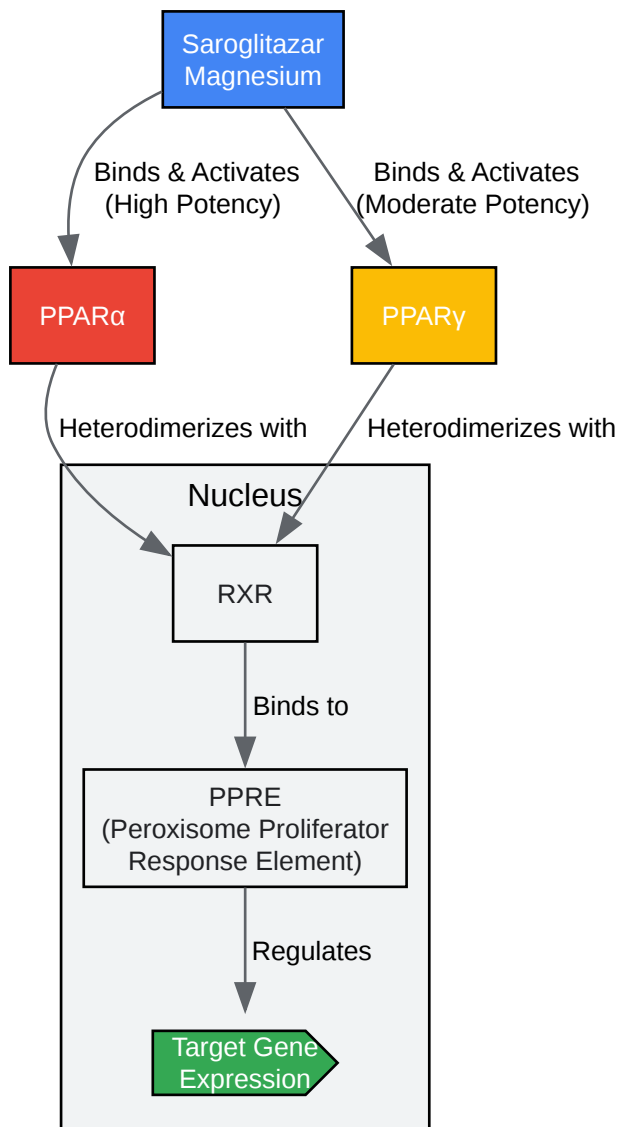 Saroglitazar
Magnesium
Binds & Activates
(High Potency)
Binds & Activates
(Moderate Potency)
PPARα
PPARγ
Heterodimerizes with
Heterodimerizes with
Nucleus
RXR
Binds to
PPRE
(Peroxisome Proliferator
Response Element)
Regulates
Target Gene
Expression